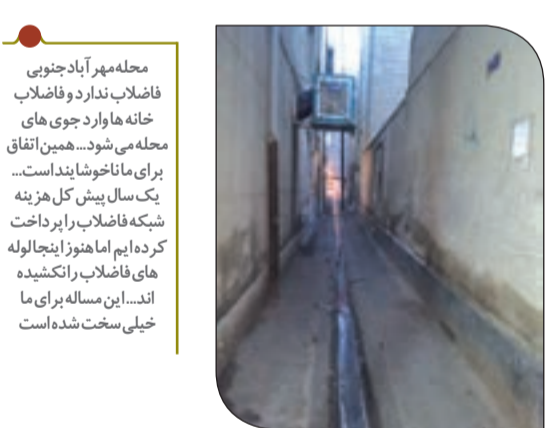 محله مهر آباد جنوبی
فاضلاب ندارد و فاضلاب
خانه ها وارد جوی های
محله می شود... همین اتفاق
برای ما ناخوشایند است...
یک سال پیش کل هزینه
شبکه فاضلاب را پرداخت
کرده ایم اما هنوز اینجا لوله
های فاضلاب را نکشیده
اند... این مساله برای ما
خیلی سخت شده است